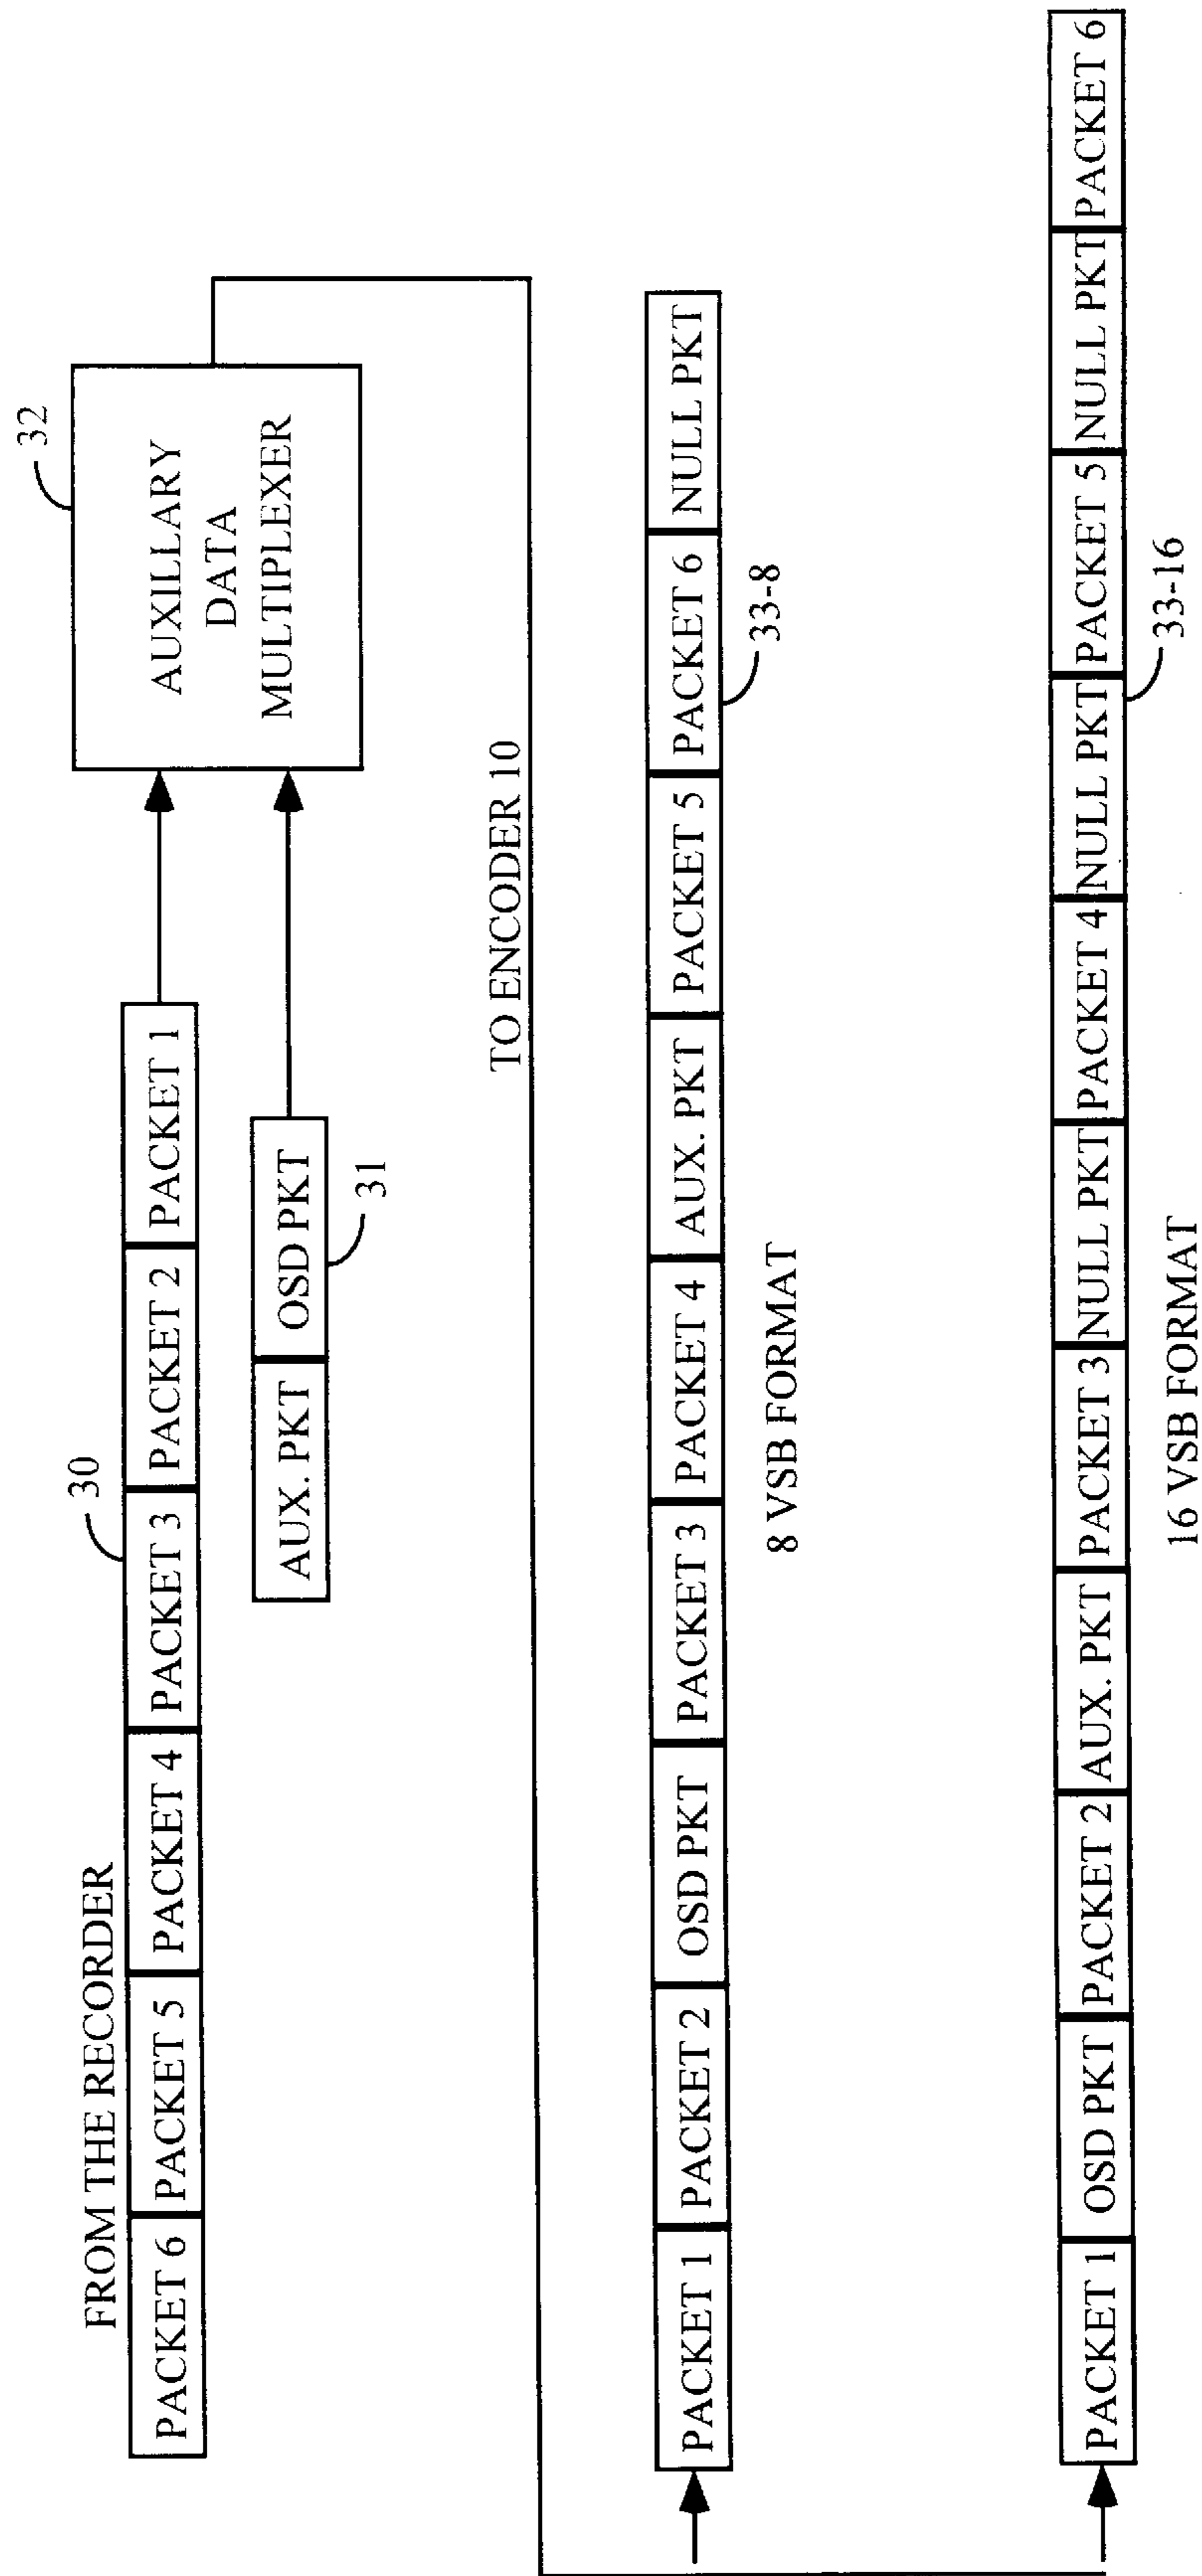 FROM THE RECORDER
30
PACKET 6 PACKET 5 PACKET 4 PACKET 3 PACKET 2 PACKET 1
AUX. PKT OSD PKT
31
32
AUXILLARY
DATA
MULTIPLEXER
TO ENCODER 10
PACKET 1 PACKET 2 OSD PKT PACKET 3 PACKET 4 AUX. PKT PACKET 5 PACKET 6 NULL PKT
33-8
8 VSB FORMAT
PACKET 1 OSD PKT PACKET 2 AUX. PKT PACKET 3 NULL PKT PACKET 4 NULL PKT PACKET 5 NULL PKT PACKET 6
33-16
16 VSB FORMAT